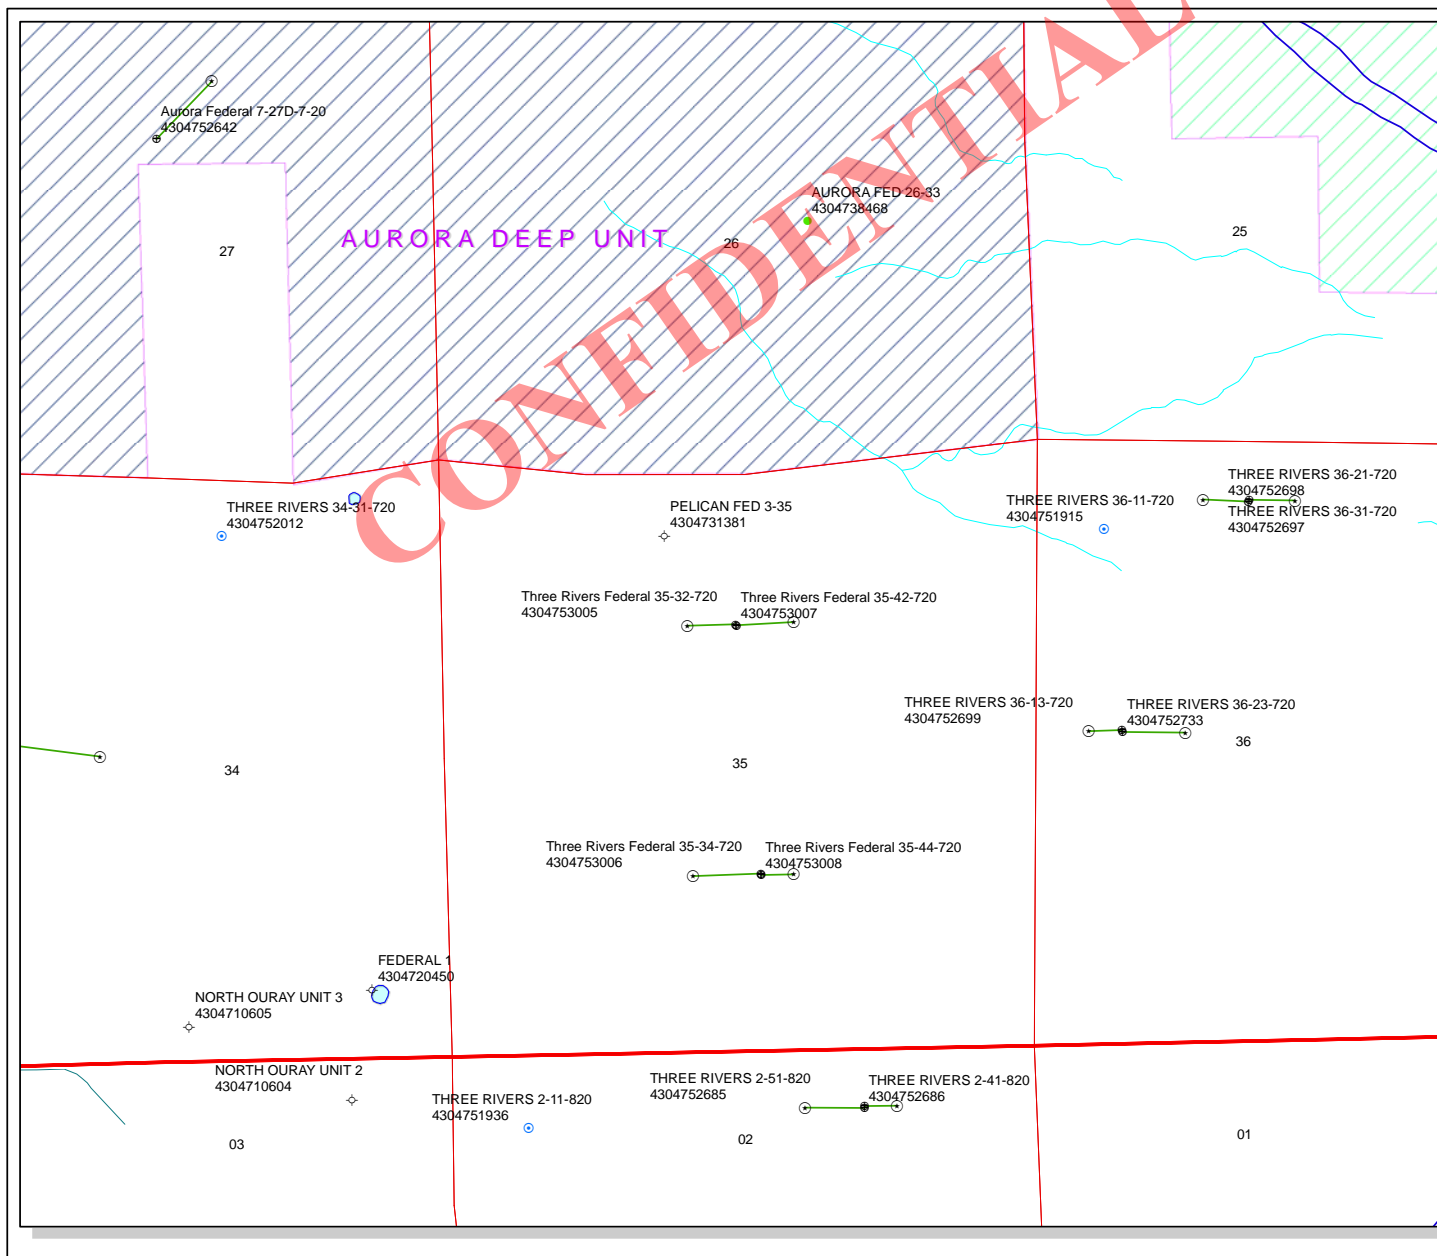 CONFIDENTIAL
Aurora Federal 7-27D-7-20
4304752642
AURORA FED 26-33
4304738468
27
AURORA DEEP UNIT
26
25
THREE RIVERS 34-31-720
4304752012
PELICAN FED 3-35
4304731381
THREE RIVERS 36-11-720
4304751915
THREE RIVERS 36-21-720
4304752698
THREE RIVERS 36-31-720
4304752697
Three Rivers Federal 35-32-720
4304753005
Three Rivers Federal 35-42-720
4304753007
THREE RIVERS 36-13-720
4304752699
THREE RIVERS 36-23-720
4304752733
34
35
36
Three Rivers Federal 35-34-720
4304753006
Three Rivers Federal 35-44-720
4304753008
FEDERAL 1
4304720450
NORTH OURAY UNIT 3
4304710605
NORTH OURAY UNIT 2
4304710604
THREE RIVERS 2-11-820
4304751936
THREE RIVERS 2-51-820
4304752685
THREE RIVERS 2-41-820
4304752686
03
02
01